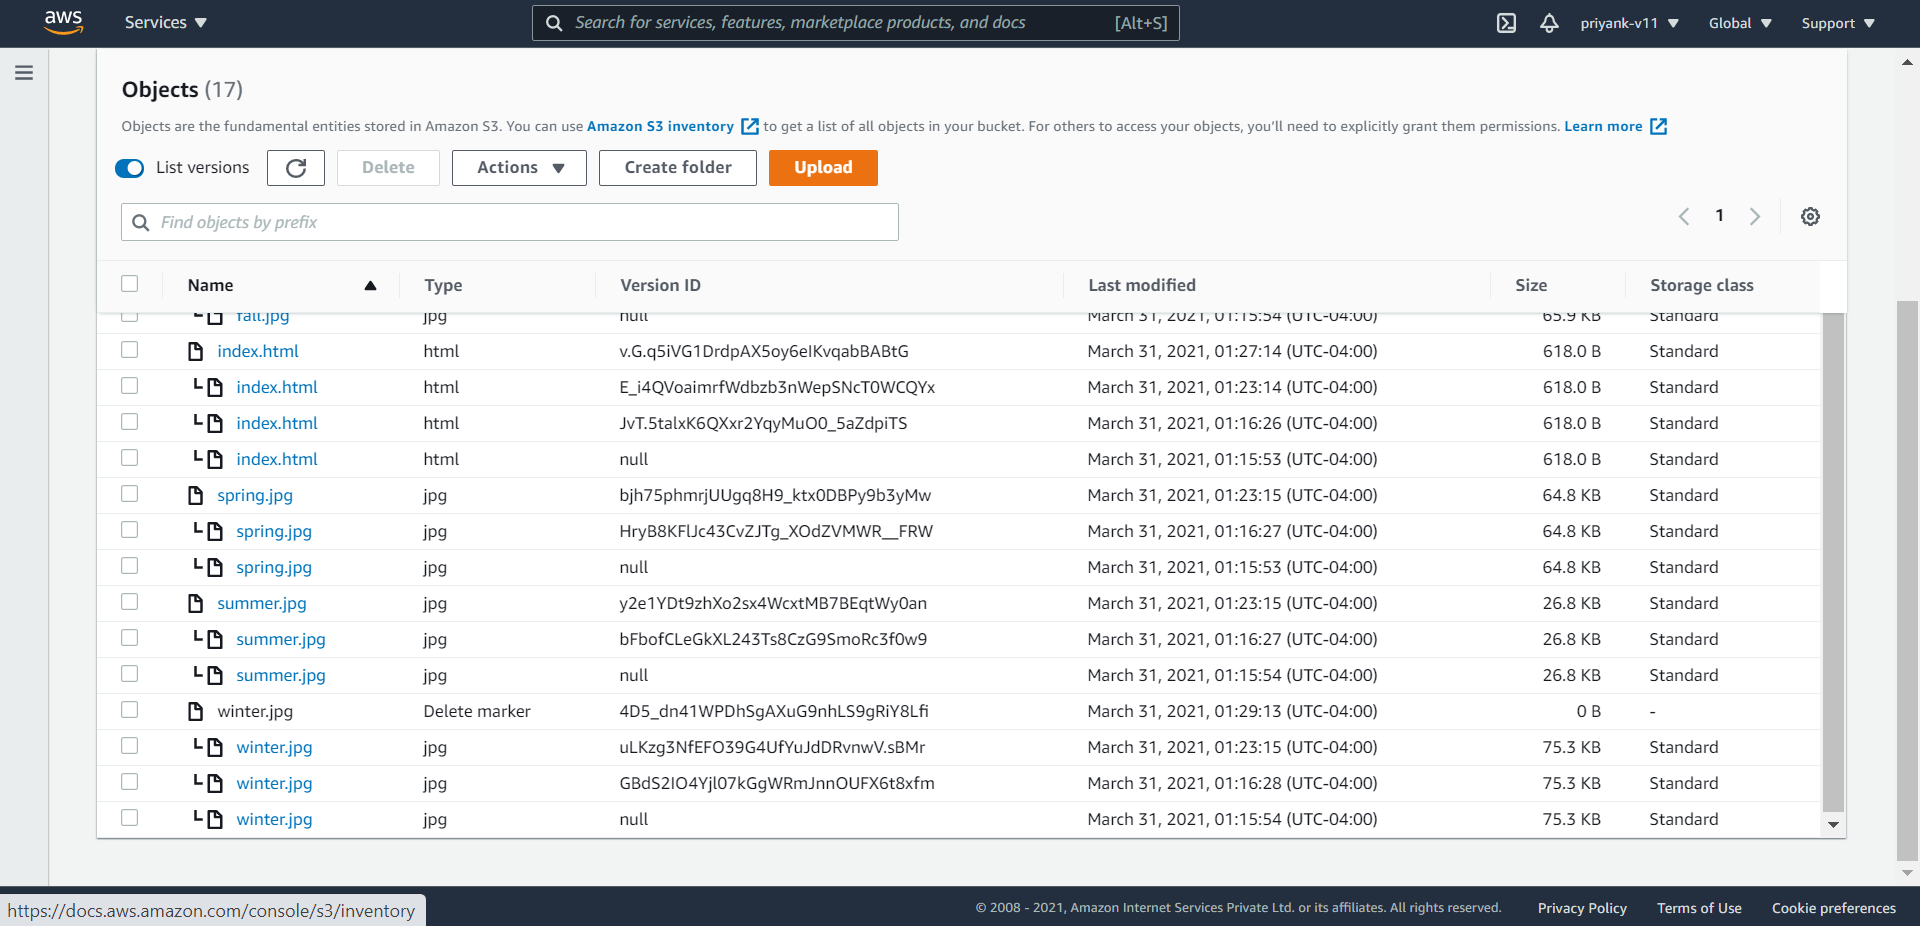 aws Services Search for services, features, marketplace products, and docs [Alt+S] priyank-v11 Global Support
Objects (17)
Objects are the fundamental entities stored in Amazon S3. You can use Amazon S3 inventory to get a list of all objects in your bucket. For others to access your objects, you'll need to explicitly grant them permissions. Learn more
List versions Delete Actions Create folder Upload
Find objects by prefix 1
Name Type Version ID Last modified Size Storage class
fall.jpg jpg null March 31, 2021, 01:15:54 (UTC-04:00) 65.9 KB Standard
index.html html v.G.q5iVG1DrdpAX5oy6eIKvqabBABtG March 31, 2021, 01:27:14 (UTC-04:00) 618.0 B Standard
index.html html E_i4QVoaimrfWdbzb3nWepSNcT0WCQYx March 31, 2021, 01:23:14 (UTC-04:00) 618.0 B Standard
index.html html JvT.5talxK6QXxr2YqyMuO0_5aZdpiTS March 31, 2021, 01:16:26 (UTC-04:00) 618.0 B Standard
index.html html null March 31, 2021, 01:15:53 (UTC-04:00) 618.0 B Standard
spring.jpg jpg bjh75phmrjUUgq8H9_ktx0DBPy9b3yMw March 31, 2021, 01:23:15 (UTC-04:00) 64.8 KB Standard
spring.jpg jpg HryB8KFlJc43CvZJTg_XOdZVMWR__FRW March 31, 2021, 01:16:27 (UTC-04:00) 64.8 KB Standard
spring.jpg jpg null March 31, 2021, 01:15:53 (UTC-04:00) 64.8 KB Standard
summer.jpg jpg y2e1YDt9zhXo2sx4WcxtMB7BEqtWy0an March 31, 2021, 01:23:15 (UTC-04:00) 26.8 KB Standard
summer.jpg jpg bFbofCLeGkXL243Ts8CzG9SmoRc3f0w9 March 31, 2021, 01:16:27 (UTC-04:00) 26.8 KB Standard
summer.jpg jpg null March 31, 2021, 01:15:54 (UTC-04:00) 26.8 KB Standard
winter.jpg Delete marker 4D5_dn41WPDhSgAXuG9nhLS9gRiY8Lfi March 31, 2021, 01:29:13 (UTC-04:00) 0 B -
winter.jpg jpg uLKzg3NfEFO39G4UfYuJdDRvnwV.sBMr March 31, 2021, 01:23:15 (UTC-04:00) 75.3 KB Standard
winter.jpg jpg GBdS2IO4Yjl07kGgWRmJnnOUFX6t8xfm March 31, 2021, 01:16:28 (UTC-04:00) 75.3 KB Standard
winter.jpg jpg null March 31, 2021, 01:15:54 (UTC-04:00) 75.3 KB Standard
https://docs.aws.amazon.com/console/s3/inventory © 2008 - 2021, Amazon Internet Services Private Ltd. or its affiliates. All rights reserved. Privacy Policy Terms of Use Cookie preferences